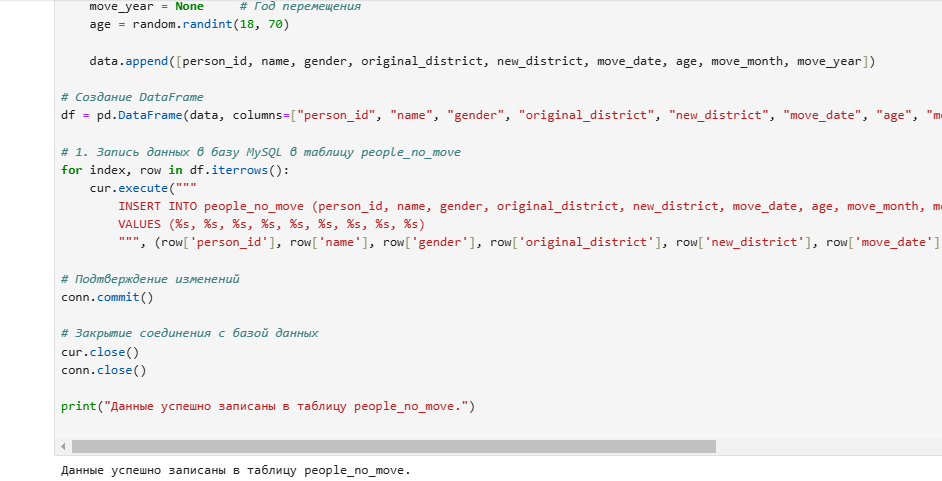 move_year = None     # Год перемещения
    age = random.randint(18, 70)

    data.append([person_id, name, gender, original_district, new_district, move_date, age, move_month, move_year])

# Создание DataFrame
df = pd.DataFrame(data, columns=["person_id", "name", "gender", "original_district", "new_district", "move_date", "age",

# 1. Запись данных в базу MySQL в таблицу people_no_move
for index, row in df.iterrows():
    cur.execute("""
        INSERT INTO people_no_move (person_id, name, gender, original_district, new_district, move_date, age, move_month,
        VALUES (%s, %s, %s, %s, %s, %s, %s, %s, %s)
        """, (row['person_id'], row['name'], row['gender'], row['original_district'], row['new_district'], row['move_date']

# Подтверждение изменений
conn.commit()

# Закрытие соединения с базой данных
cur.close()
conn.close()

print("Данные успешно записаны в таблицу people_no_move.")

Данные успешно записаны в таблицу people_no_move.